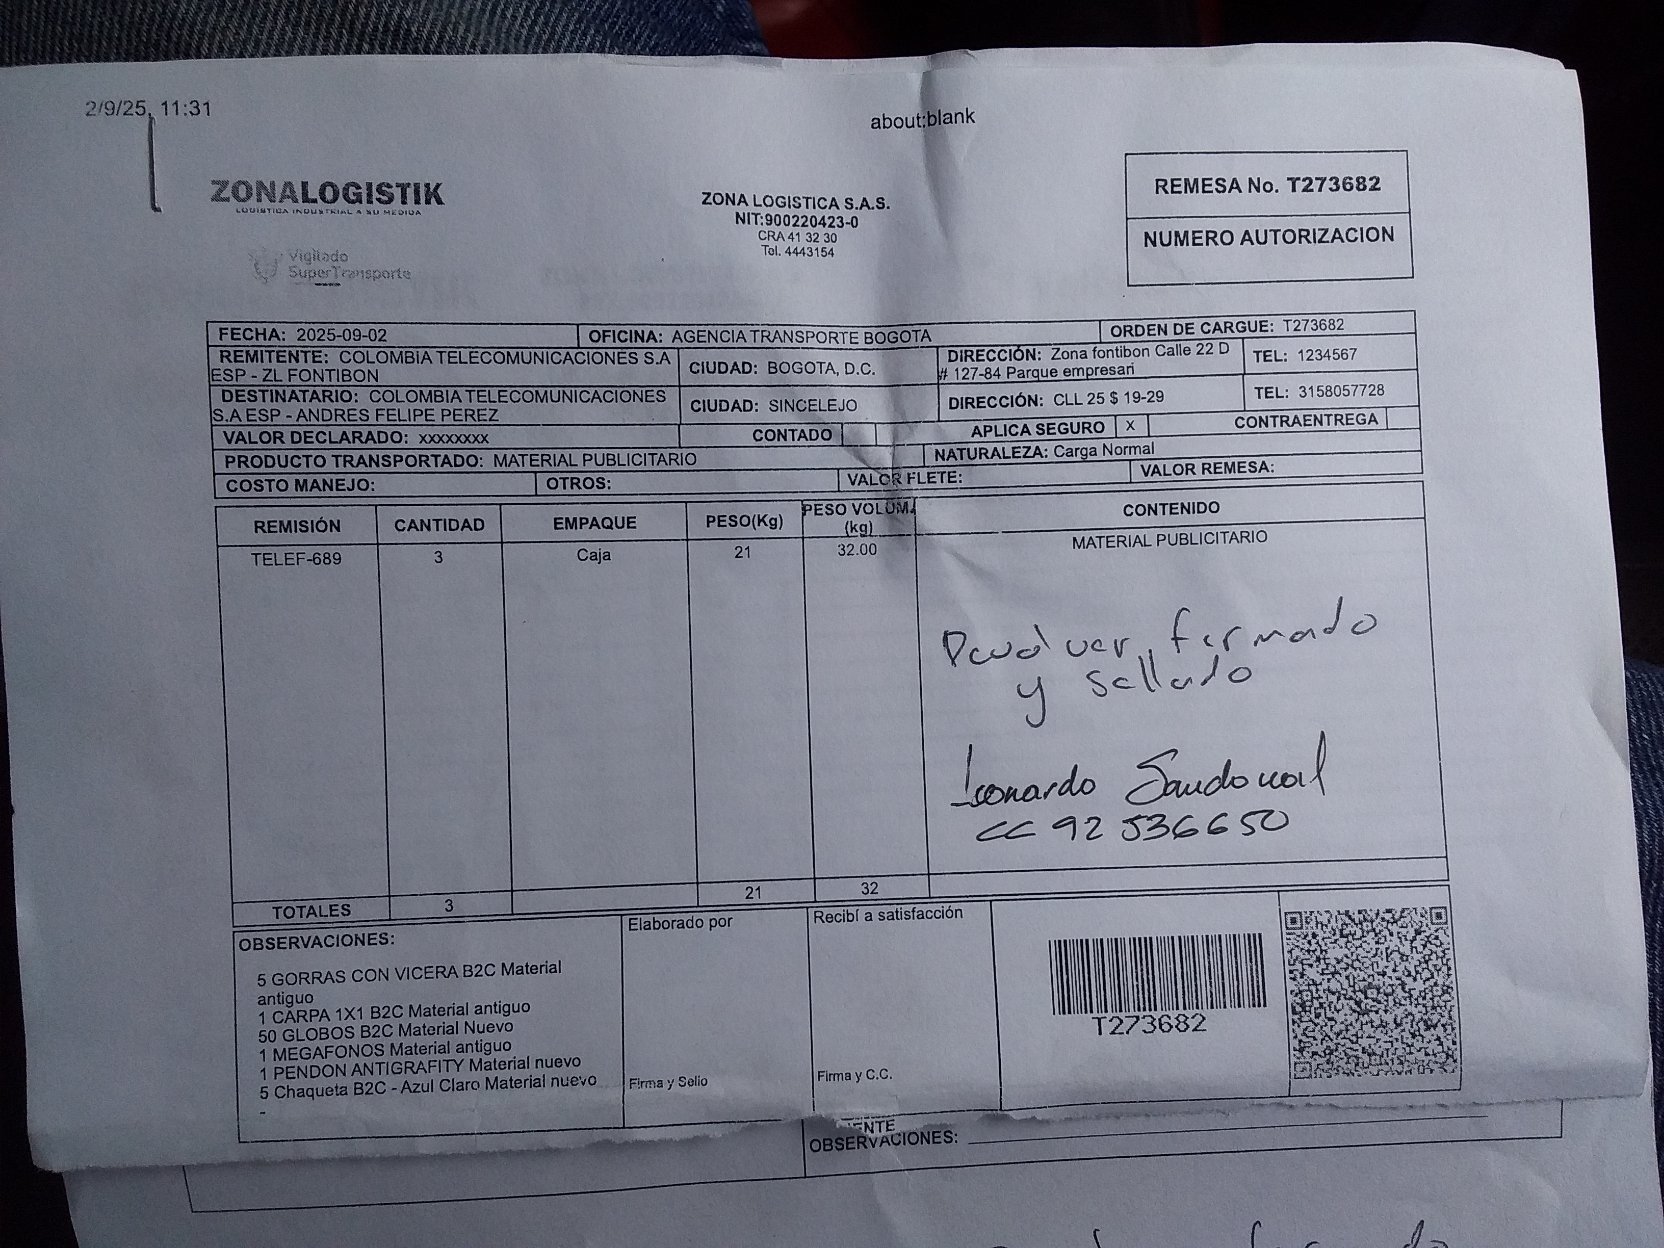 2/9/25, 11:31
about:blank
ZONALOGISTIK
LOGISTICA INDUSTRIAL A SU MEDIDA
Vigilado
SuperTransporte
ZONA LOGISTICA S.A.S.
NIT:900220423-0
CRA 41 32 30
Tel. 4443154
REMESA No. T273682
NUMERO AUTORIZACION
FECHA: 2025-09-02 OFICINA: AGENCIA TRANSPORTE BOGOTA ORDEN DE CARGUE: T273682
REMITENTE: COLOMBIA TELECOMUNICACIONES S.A
ESP - ZL FONTIBON
CIUDAD: BOGOTA, D.C.
DIRECCIÓN: Zona fontibon Calle 22 D
# 127-84 Parque empresari
TEL: 1234567
DESTINATARIO: COLOMBIA TELECOMUNICACIONES
S.A ESP - ANDRES FELIPE PEREZ
CIUDAD: SINCELEJO
DIRECCIÓN: CLL 25 $ 19-29
TEL: 3158057728
VALOR DECLARADO: xxxxxxxx CONTADO APLICA SEGURO X CONTRAENTREGA
PRODUCTO TRANSPORTADO: MATERIAL PUBLICITARIO NATURALEZA: Carga Normal
COSTO MANEJO: OTROS: VALOR FLETE: VALOR REMESA:
REMISIÓN CANTIDAD EMPAQUE PESO(Kg) PESO VOLUM. CONTENIDO
(kg)
TELEF-689 3 Caja 21 32.00 MATERIAL PUBLICITARIO
Devolver firmado
y sellado
Leonardo Sandoval
CC 92 536650
TOTALES 3 21 32
OBSERVACIONES:
5 GORRAS CON VICERA B2C Material
antiguo
1 CARPA 1X1 B2C Material antiguo
50 GLOBOS B2C Material Nuevo
1 MEGAFONOS Material antiguo
1 PENDON ANTIGRAFITY Material nuevo
5 Chaqueta B2C - Azul Claro Material nuevo
-
Elaborado por
Firma y Sello
Recibí a satisfacción
Firma y C.C.
T273682
OBSERVACIONES: